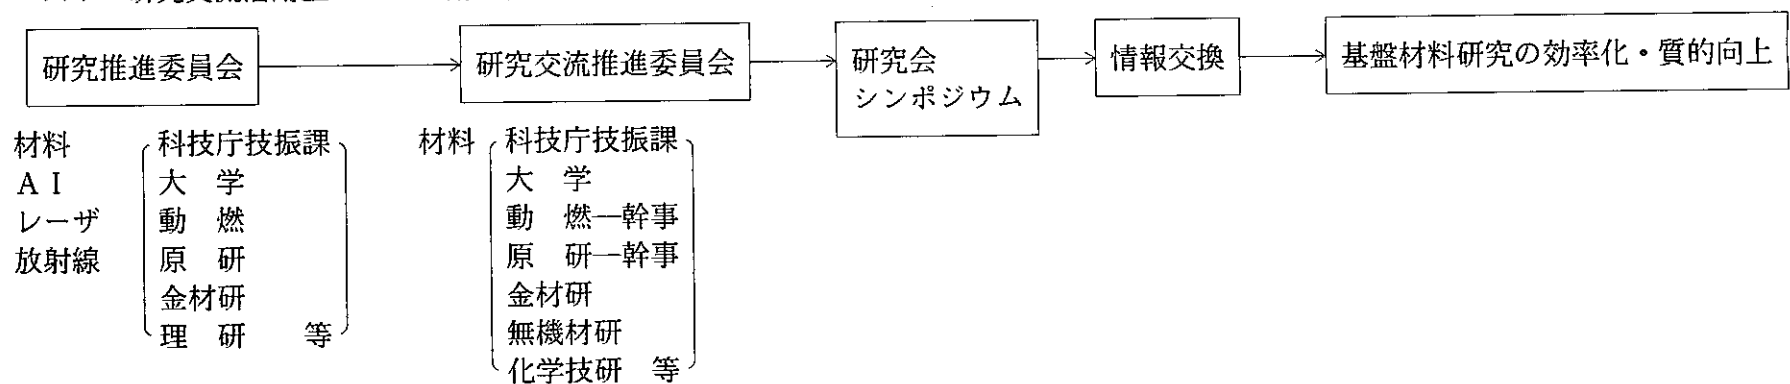 研究推進委員会
研究交流推進委員会
研究会
シンポジウム
情報交換
基盤材料研究の効率化・質的向上
材料
AI
レーザ
放射線
科技庁技振課
大 学
動 燃
原 研
金材研
理 研 等
材料
科技庁技振課
大 学
動 燃―幹事
原 研―幹事
金材研
無機材研
化学技研 等